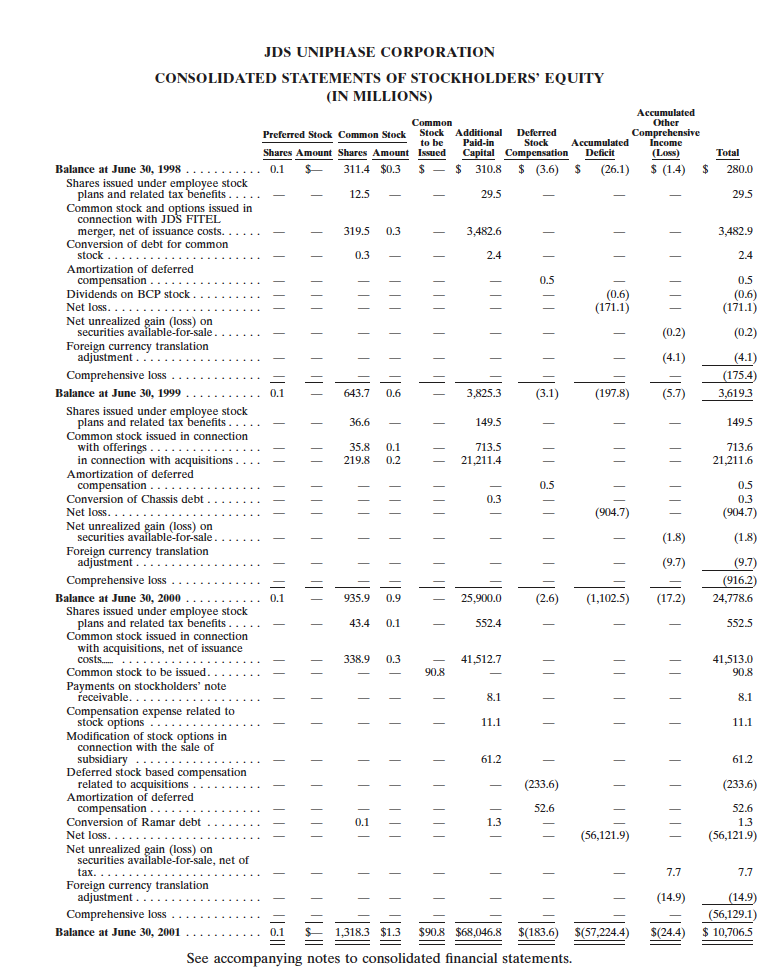 JDS UNIPHASE CORPORATION
CONSOLIDATED STATEMENTS OF STOCKHOLDERS' EQUITY
(IN MILLIONS)
Preferred Stock Common Stock Common Stock to be Issued Additional Paid-in Capital Deferred Stock Compensation Accumulated Deficit Accumulated Other Comprehensive Income (Loss) Total
Shares Amount Shares Amount
Balance at June 30, 1998 . . . . . . . . . . . 0.1 $— 311.4 $0.3 $ — $ 310.8 $ (3.6) $ (26.1) $ (1.4) $ 280.0
Shares issued under employee stock
plans and related tax benefits . . . . . — — 12.5 — — 29.5 — — — 29.5
Common stock and options issued in
connection with JDS FITEL
merger, net of issuance costs. . . . . . — — 319.5 0.3 — 3,482.6 — — — 3,482.9
Conversion of debt for common
stock . . . . . . . . . . . . . . . . . . . . . . — — 0.3 — — 2.4 — — — 2.4
Amortization of deferred
compensation . . . . . . . . . . . . . . . . — — — — — — 0.5 — — 0.5
Dividends on BCP stock . . . . . . . . . . — — — — — — — (0.6) — (0.6)
Net loss. . . . . . . . . . . . . . . . . . . . . . — — — — — — — (171.1) — (171.1)
Net unrealized gain (loss) on
securities available-for-sale . . . . . . . — — — — — — — — (0.2) (0.2)
Foreign currency translation
adjustment . . . . . . . . . . . . . . . . . . — — — — — — — — (4.1) (4.1)
Comprehensive loss . . . . . . . . . . . . . — — — — — — — — — (175.4)
Balance at June 30, 1999 . . . . . . . . . . . 0.1 — 643.7 0.6 — 3,825.3 (3.1) (197.8) (5.7) 3,619.3
Shares issued under employee stock
plans and related tax benefits . . . . . — — 36.6 — — 149.5 — — — 149.5
Common stock issued in connection
with offerings . . . . . . . . . . . . . . . . — — 35.8 0.1 — 713.5 — — — 713.6
in connection with acquisitions . . . . — — 219.8 0.2 — 21,211.4 — — — 21,211.6
Amortization of deferred
compensation . . . . . . . . . . . . . . . . — — — — — — 0.5 — — 0.5
Conversion of Chassis debt . . . . . . . . — — — — — 0.3 — — — 0.3
Net loss. . . . . . . . . . . . . . . . . . . . . . — — — — — — — (904.7) — (904.7)
Net unrealized gain (loss) on
securities available-for-sale . . . . . . . — — — — — — — — (1.8) (1.8)
Foreign currency translation
adjustment . . . . . . . . . . . . . . . . . . — — — — — — — — (9.7) (9.7)
Comprehensive loss . . . . . . . . . . . . . — — — — — — — — — (916.2)
Balance at June 30, 2000 . . . . . . . . . . . 0.1 — 935.9 0.9 — 25,900.0 (2.6) (1,102.5) (17.2) 24,778.6
Shares issued under employee stock
plans and related tax benefits . . . . . — — 43.4 0.1 — 552.4 — — — 552.5
Common stock issued in connection
with acquisitions, net of issuance
costs...... . . . . . . . . . . . . . . . . . . . . — — 338.9 0.3 — 41,512.7 — — — 41,513.0
Common stock to be issued. . . . . . . . — — — — 90.8 — — — — 90.8
Payments on stockholders' note
receivable. . . . . . . . . . . . . . . . . . . — — — — — 8.1 — — — 8.1
Compensation expense related to
stock options . . . . . . . . . . . . . . . . — — — — — 11.1 — — — 11.1
Modification of stock options in
connection with the sale of
subsidiary . . . . . . . . . . . . . . . . . . — — — — — 61.2 — — — 61.2
Deferred stock based compensation
related to acquisitions . . . . . . . . . . — — — — — — (233.6) — — (233.6)
Amortization of deferred
compensation . . . . . . . . . . . . . . . . — — — — — — 52.6 — — 52.6
Conversion of Ramar debt . . . . . . . . — — 0.1 — — 1.3 — — — 1.3
Net loss. . . . . . . . . . . . . . . . . . . . . . — — — — — — — (56,121.9) — (56,121.9)
Net unrealized gain (loss) on
securities available-for-sale, net of
tax. . . . . . . . . . . . . . . . . . . . . . . . — — — — — — — — 7.7 7.7
Foreign currency translation
adjustment . . . . . . . . . . . . . . . . . . — — — — — — — — (14.9) (14.9)
Comprehensive loss . . . . . . . . . . . . . — — — — — — — — — (56,129.1)
Balance at June 30, 2001 . . . . . . . . . . . 0.1 $— 1,318.3 $1.3 $90.8 $68,046.8 $(183.6) $(57,224.4) $(24.4) $ 10,706.5
See accompanying notes to consolidated financial statements.